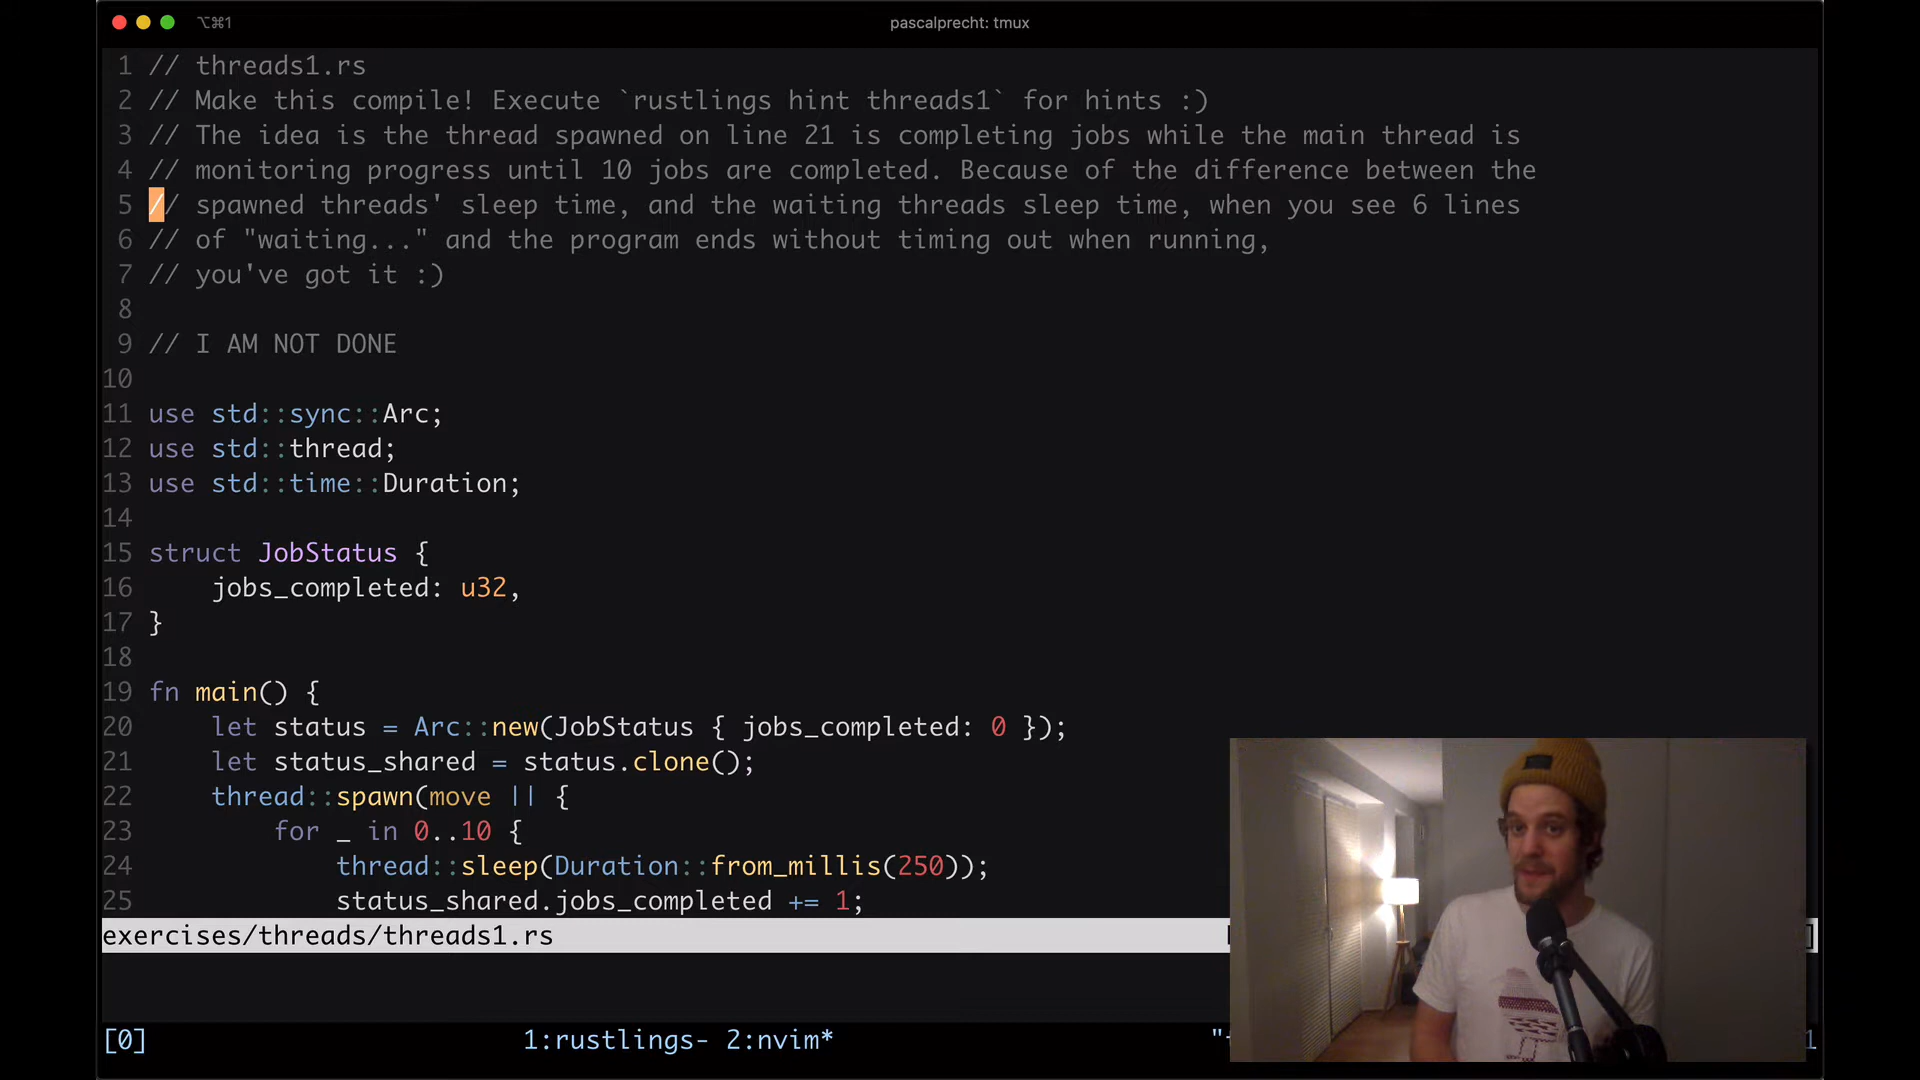 ⌥⌘1
pascalprecht: tmux
1 // threads1.rs
2 // Make this compile! Execute `rustlings hint threads1` for hints :)
3 // The idea is the thread spawned on line 21 is completing jobs while the main thread is
4 // monitoring progress until 10 jobs are completed. Because of the difference between the
5 // spawned threads' sleep time, and the waiting threads sleep time, when you see 6 lines
6 // of "waiting..." and the program ends without timing out when running,
7 // you've got it :)
8
9 // I AM NOT DONE
10
11 use std::sync::Arc;
12 use std::thread;
13 use std::time::Duration;
14
15 struct JobStatus {
16     jobs_completed: u32,
17 }
18
19 fn main() {
20     let status = Arc::new(JobStatus { jobs_completed: 0 });
21     let status_shared = status.clone();
22     thread::spawn(move || {
23         for _ in 0..10 {
24             thread::sleep(Duration::from_millis(250));
25             status_shared.jobs_completed += 1;
exercises/threads/threads1.rs
[0] 1:rustlings- 2:nvim*